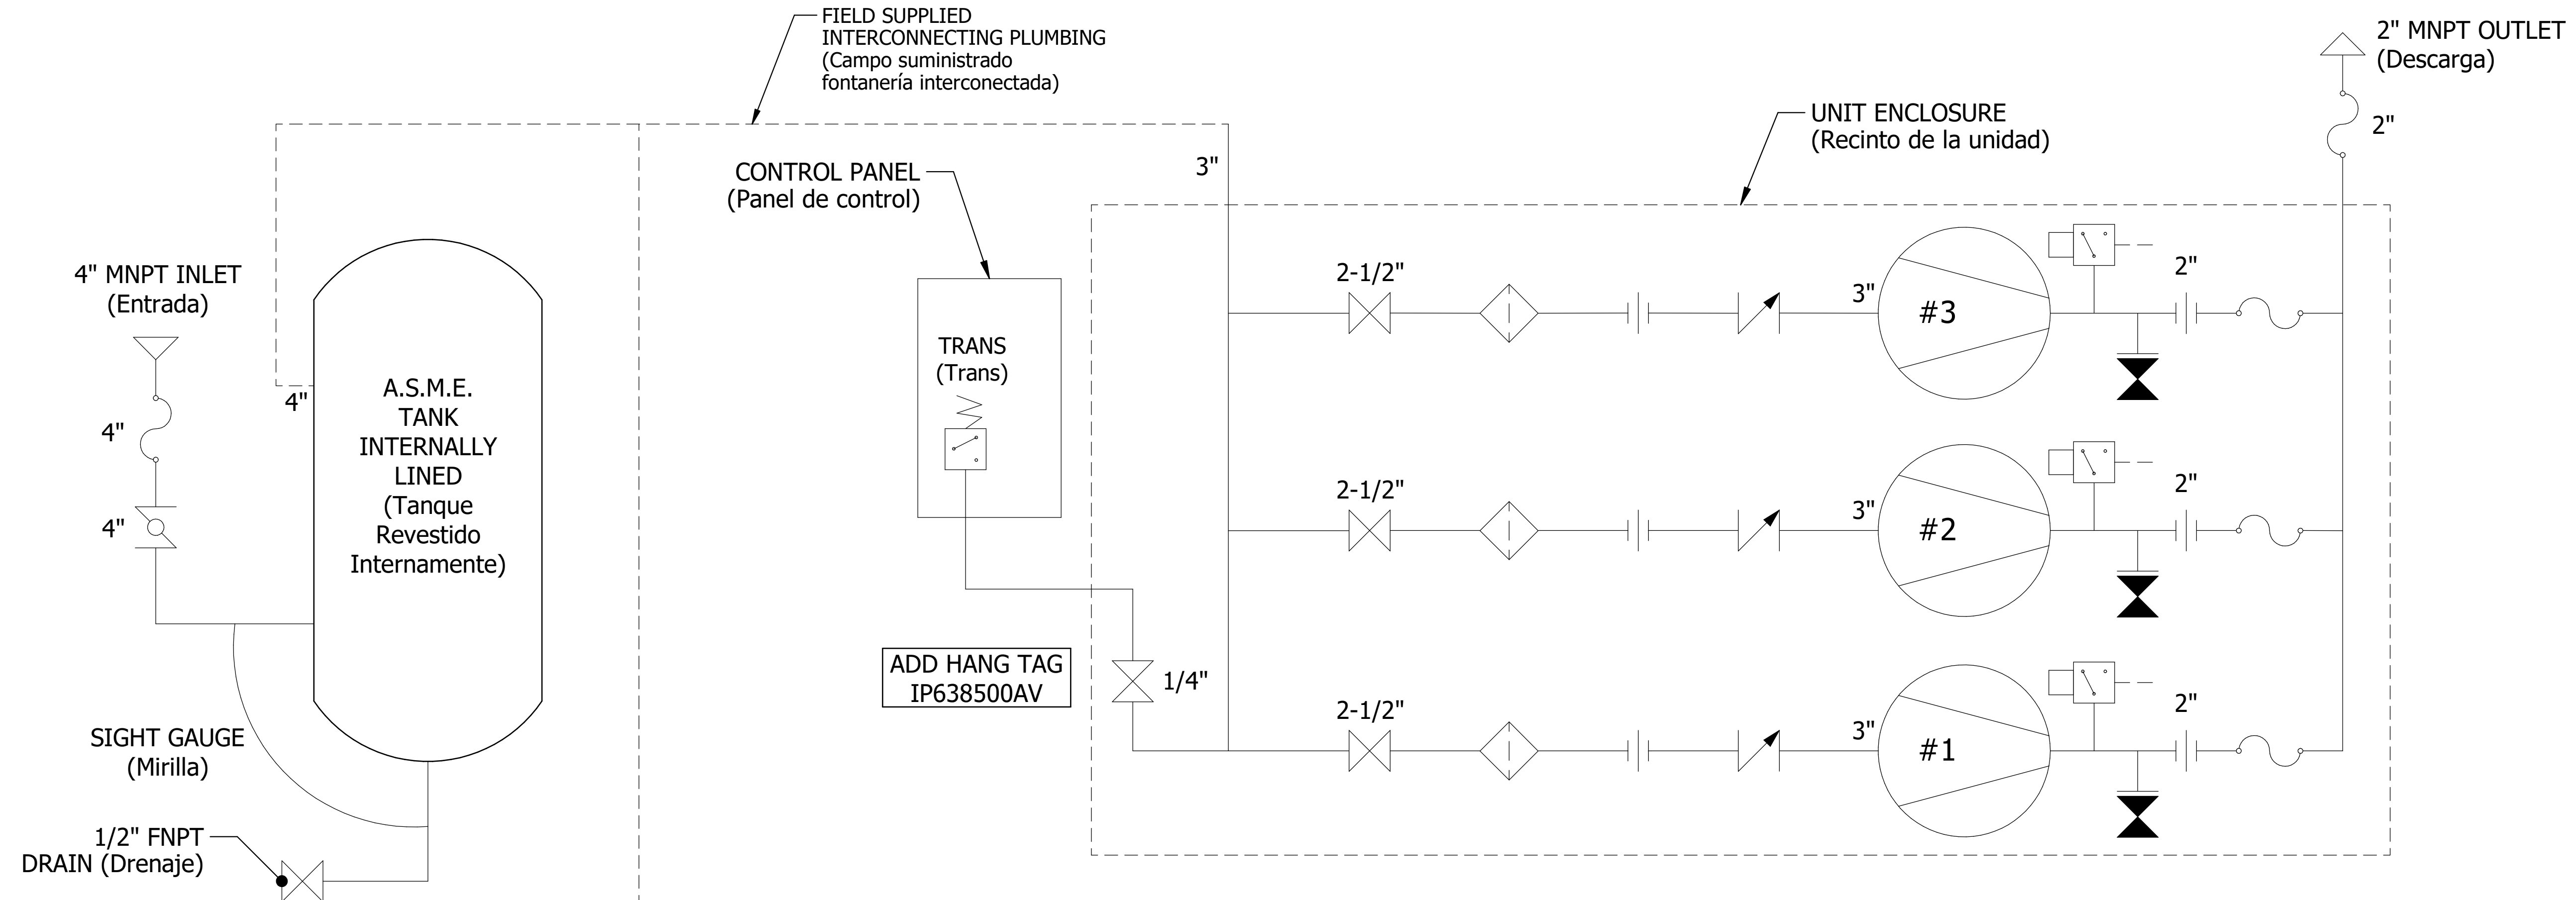 FIELD SUPPLIED
INTERCONNECTING PLUMBING
(Campo suministrado
fontanería interconectada)
2" MNPT OUTLET
(Descarga)
2"
UNIT ENCLOSURE
(Recinto de la unidad)
3"
CONTROL PANEL
(Panel de control)
4" MNPT INLET
(Entrada)
4"
4"
4"
A.S.M.E.
TANK
INTERNALLY
LINED
(Tanque
Revestido
Internamente)
TRANS
(Trans)
2-1/2"
3"
#3
2"
2-1/2"
3"
#2
2"
ADD HANG TAG
IP638500AV
1/4"
2-1/2"
3"
#1
2"
SIGHT GAUGE
(Mirilla)
1/2" FNPT
DRAIN (Drenaje)